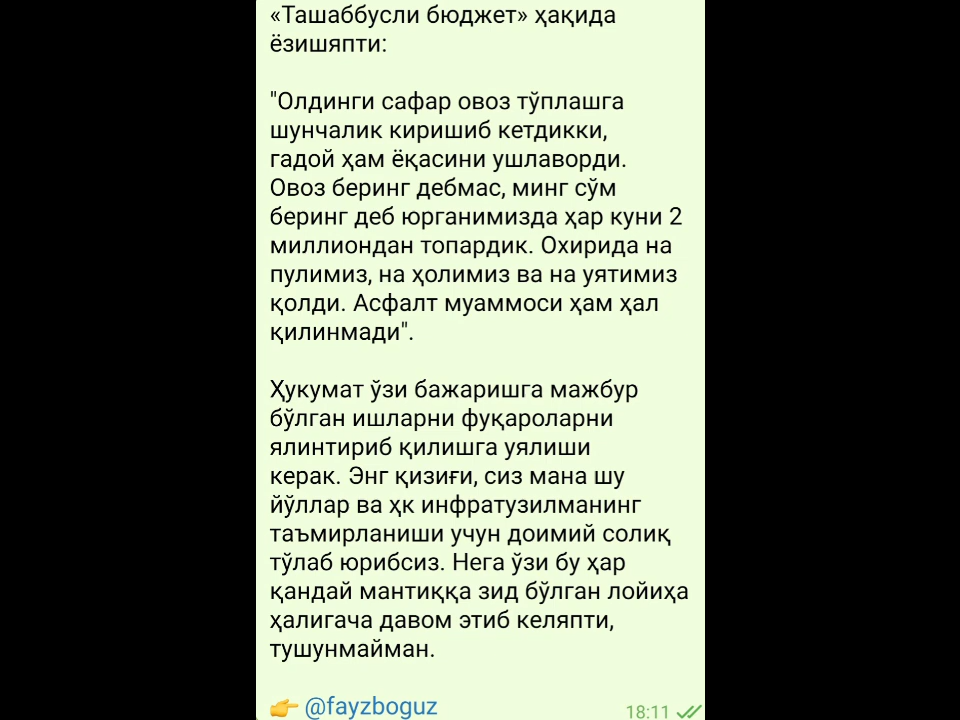 «Ташаббусли бюджет» ҳақида
ёзишяпти:
"Олдинги сафар овоз тўплашга
шунчалик киришиб кетдикки,
гадой ҳам ёқасини ушлаворди.
Овоз беринг дебмас, минг сўм
беринг деб юрганимизда ҳар куни 2
миллиондан топардик. Охирида на
пулимиз, на ҳолимиз ва на уятимиз
қолди. Асфалт муаммоси ҳам ҳал
қилинмади".
Ҳукумат ўзи бажаришга мажбур
бўлган ишларни фуқароларни
ялинтириб қилишга уялиши
керак. Энг қизиғи, сиз мана шу
йўллар ва ҳк инфратузилманинг
таъмирланиши учун доимий солиқ
тўлаб юрибсиз. Нега ўзи бу ҳар
қандай мантиққа зид бўлган лойиҳа
ҳалигача давом этиб келяпти,
тушунмайман.
👉 @fayzboguz
18:11